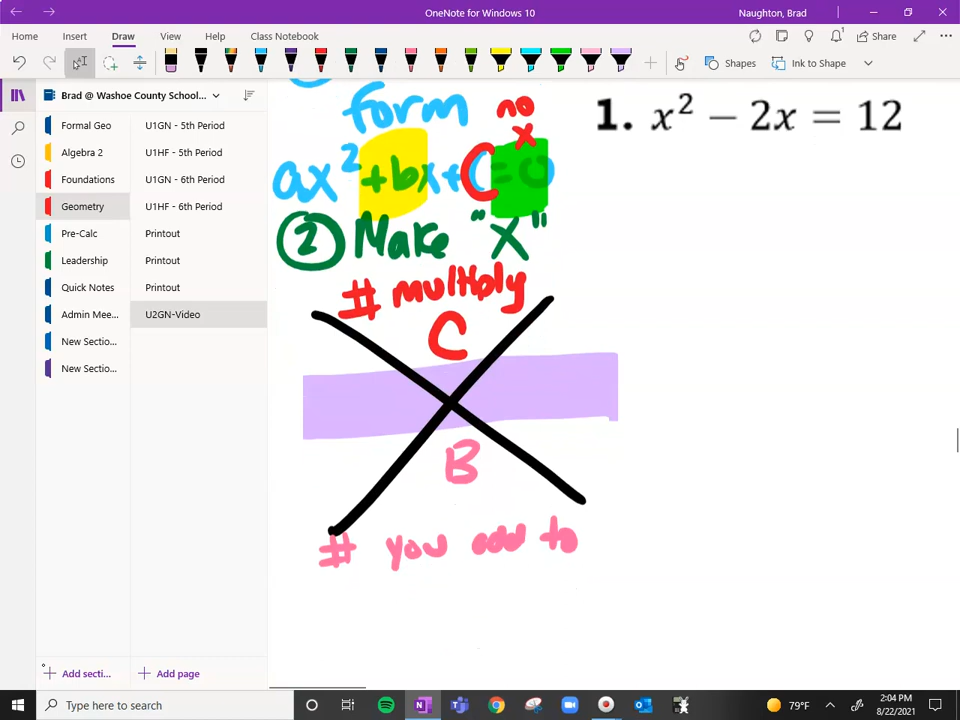 OneNote for Windows 10
Naughton, Brad
Home Insert Draw View Help Class Notebook
Share
Shapes
Ink to Shape
Brad @ Washoe County School...
Formal Geo
Algebra 2
Foundations
Geometry
Pre-Calc
Leadership
Quick Notes
Admin Mee...
New Sectio...
New Sectio...
U1GN - 5th Period
U1HF - 5th Period
U1GN - 6th Period
U1HF - 6th Period
Printout
Printout
Printout
U2GN-Video
Add secti...
Add page
form
no
x
ax² + bx + C = 0
② Make "X"
# multiply
C
B
# you add to
1. x² − 2x = 12
Type here to search
79°F
2:04 PM
8/22/2021